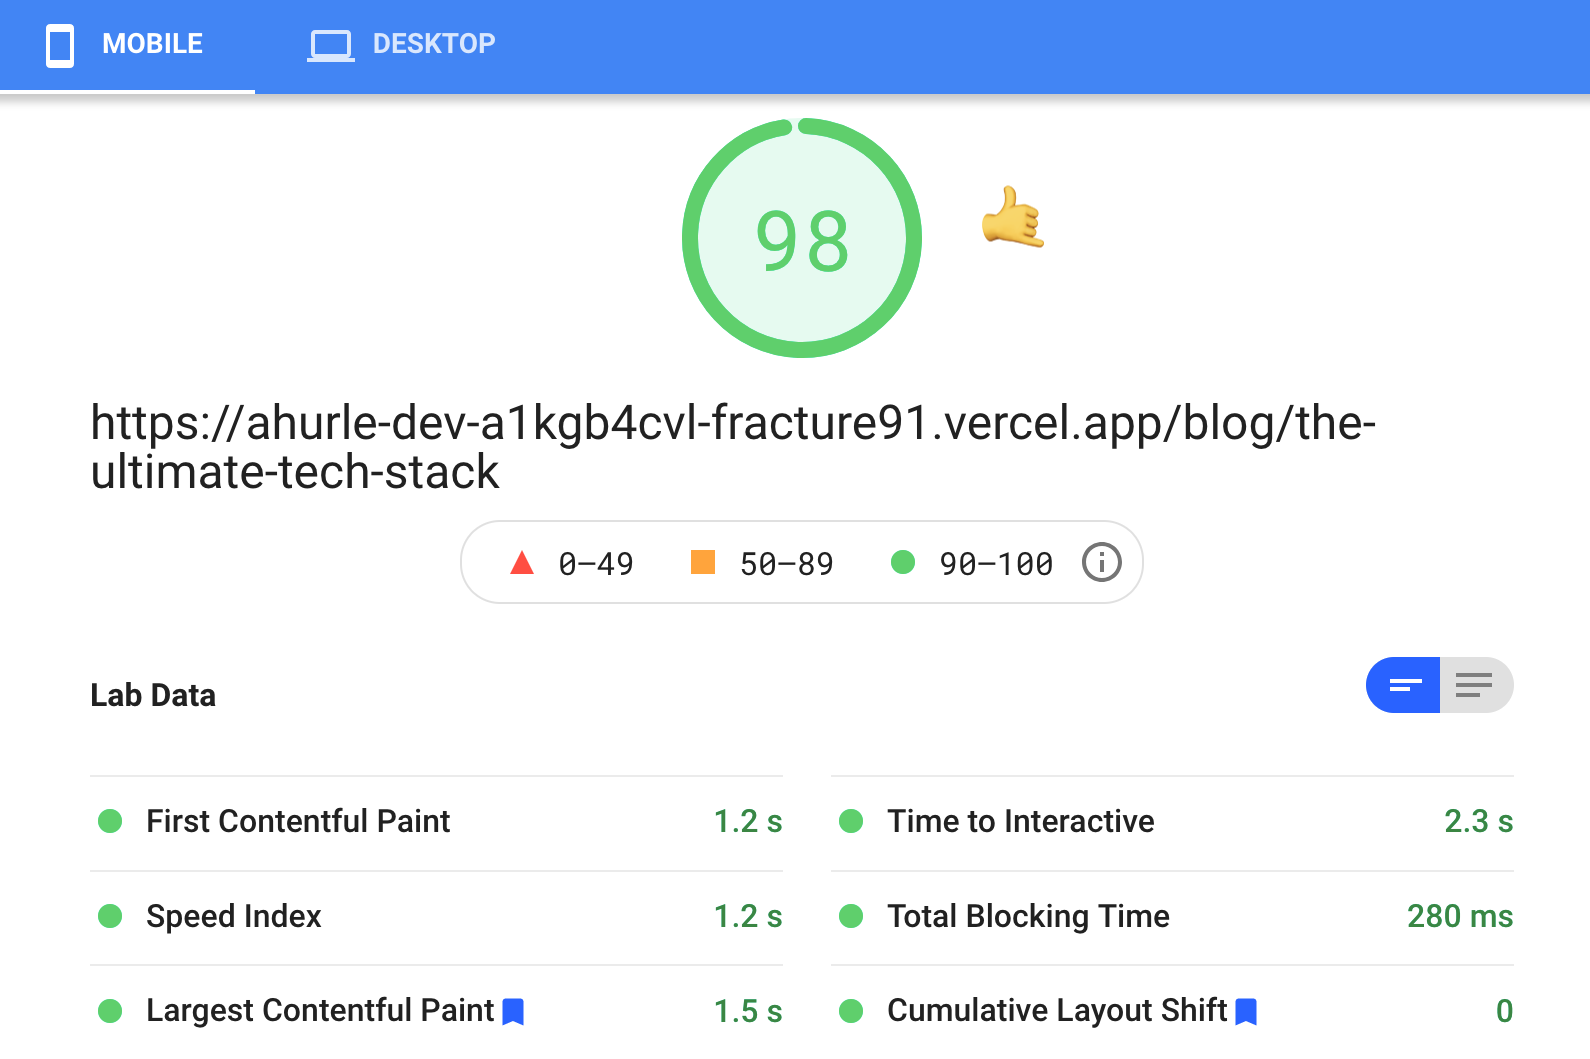 MOBILE
DESKTOP
98
https://ahurle-dev-a1kgb4cvl-fracture91.vercel.app/blog/the-
ultimate-tech-stack
0–49
50–89
90–100
Lab Data
First Contentful Paint 1.2 s
Time to Interactive 2.3 s
Speed Index 1.2 s
Total Blocking Time 280 ms
Largest Contentful Paint 1.5 s
Cumulative Layout Shift 0